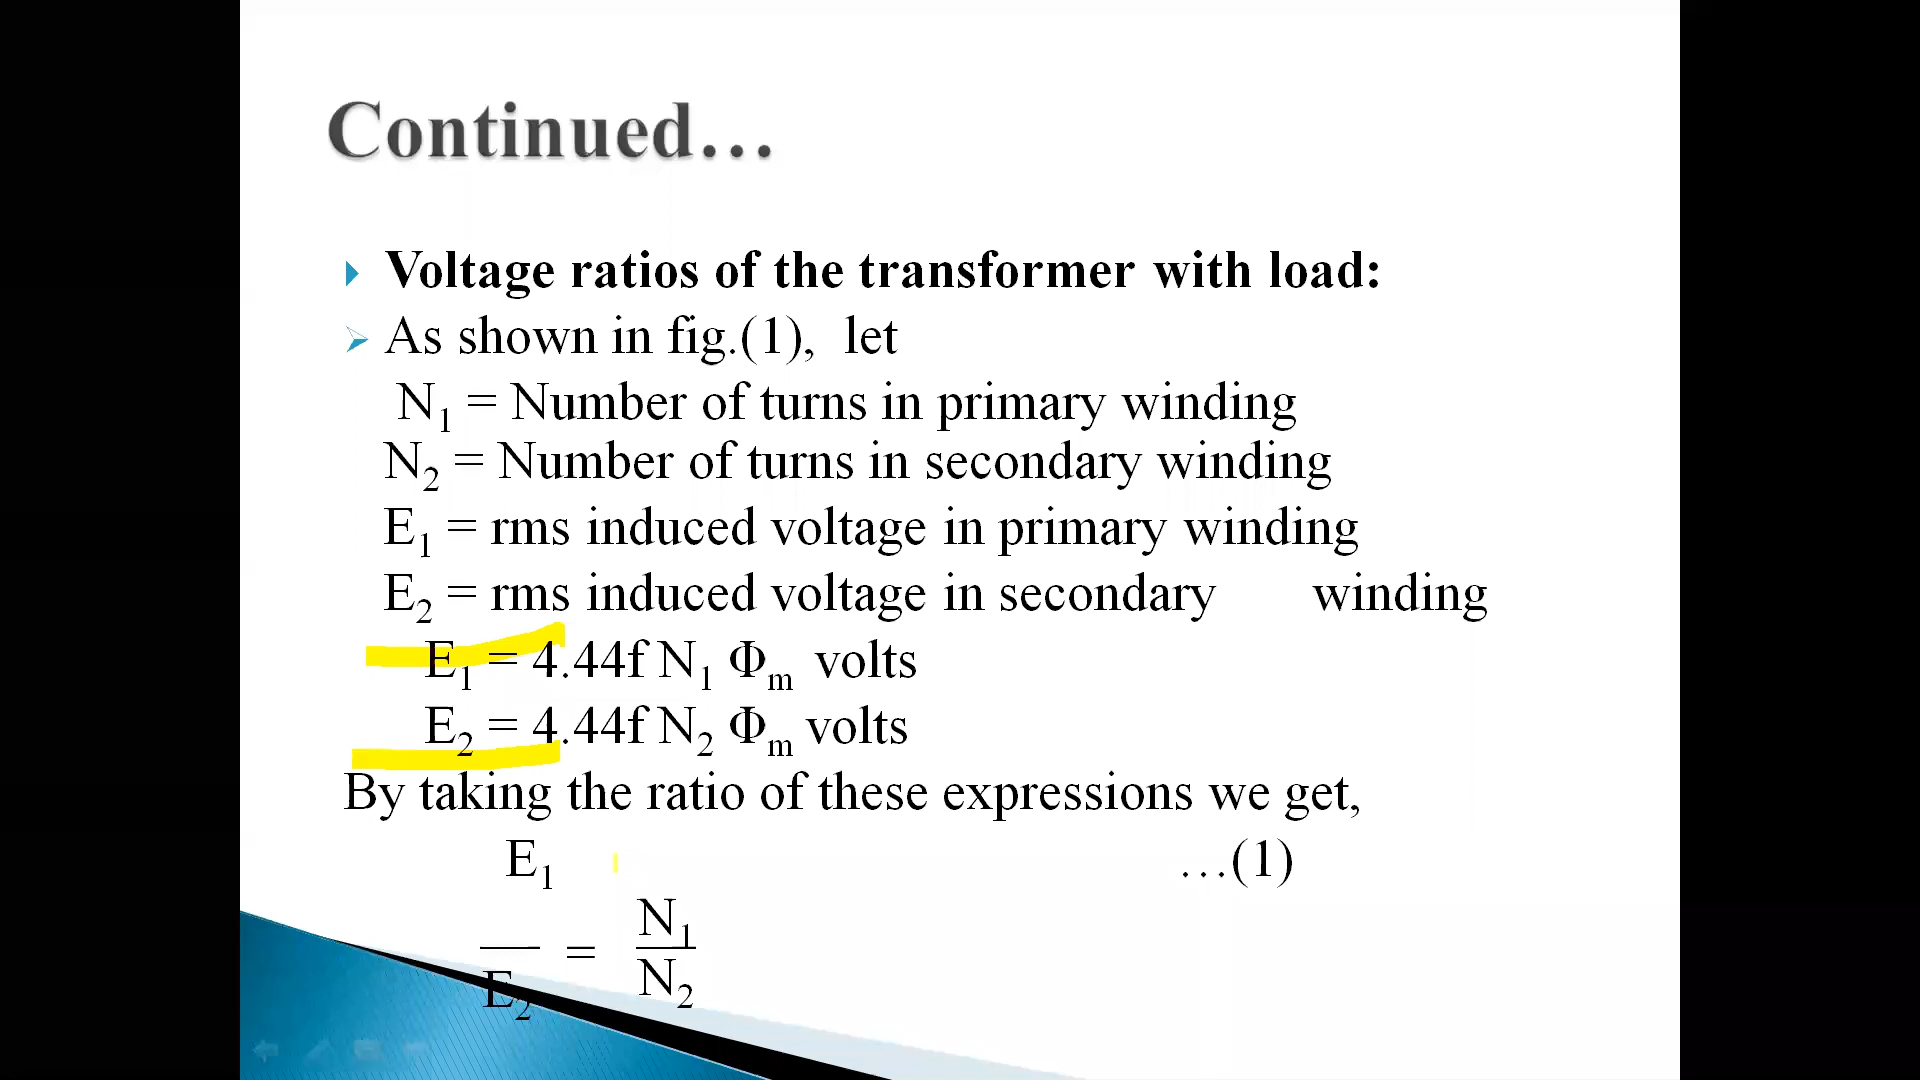 Continued…
Voltage ratios of the transformer with load:
As shown in fig.(1), let
N₁ = Number of turns in primary winding
N₂ = Number of turns in secondary winding
E₁ = rms induced voltage in primary winding
E₂ = rms induced voltage in secondary winding
E₁ = 4.44f N₁ Φₘ volts
E₂ = 4.44f N₂ Φₘ volts
By taking the ratio of these expressions we get,
E₁ …(1)
N₁
=
E₂ N₂